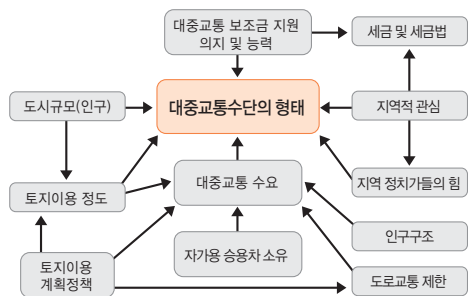 대중교통 보조금 지원
의지 및 능력
세금 및 세금법
도시규모(인구)
대중교통수단의 형태
지역적 관심
토지이용 정도
대중교통 수요
지역 정치가들의 힘
인구구조
토지이용
계획정책
자가용 승용차 소유
도로교통 제한